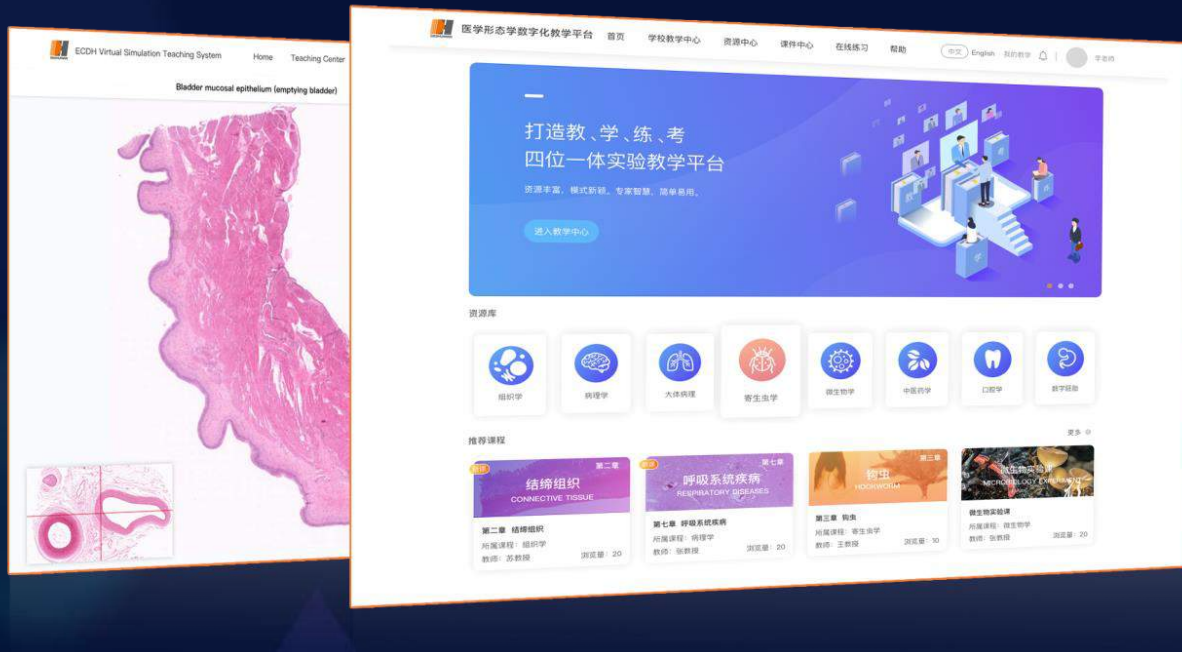 ECDH Virtual Simulation Teaching System
Home
Teaching Center
Bladder mucosal epithelium (emptying bladder)
医学形态学数字化教学平台
首页
学校教学中心
资源中心
课件中心
在线练习
帮助
中文
English
我的教学
李老师
打造教、学、练、考
四位一体实验教学平台
资源丰富、模式新颖、专家智慧、简单易用。
进入教学中心
资源库
组织学
病理学
大体病理
寄生虫学
微生物学
中医药学
口腔学
数字胚胎
推荐课程
更多
第二章
结缔组织
CONNECTIVE TISSUE
第二章 结缔组织
所属课程：组织学
教师：苏教授
浏览量：20
第七章
呼吸系统疾病
RESPIRATORY DISEASES
第七章 呼吸系统疾病
所属课程：病理学
教师：张教授
浏览量：20
第三章
钩虫
HOOKWORM
第三章 钩虫
所属课程：寄生虫学
教师：王教授
浏览量：10
微生物实验课
MICROBIOLOGY EXPERIMENT
微生物实验课
所属课程：微生物学
教师：张教授
浏览量：20